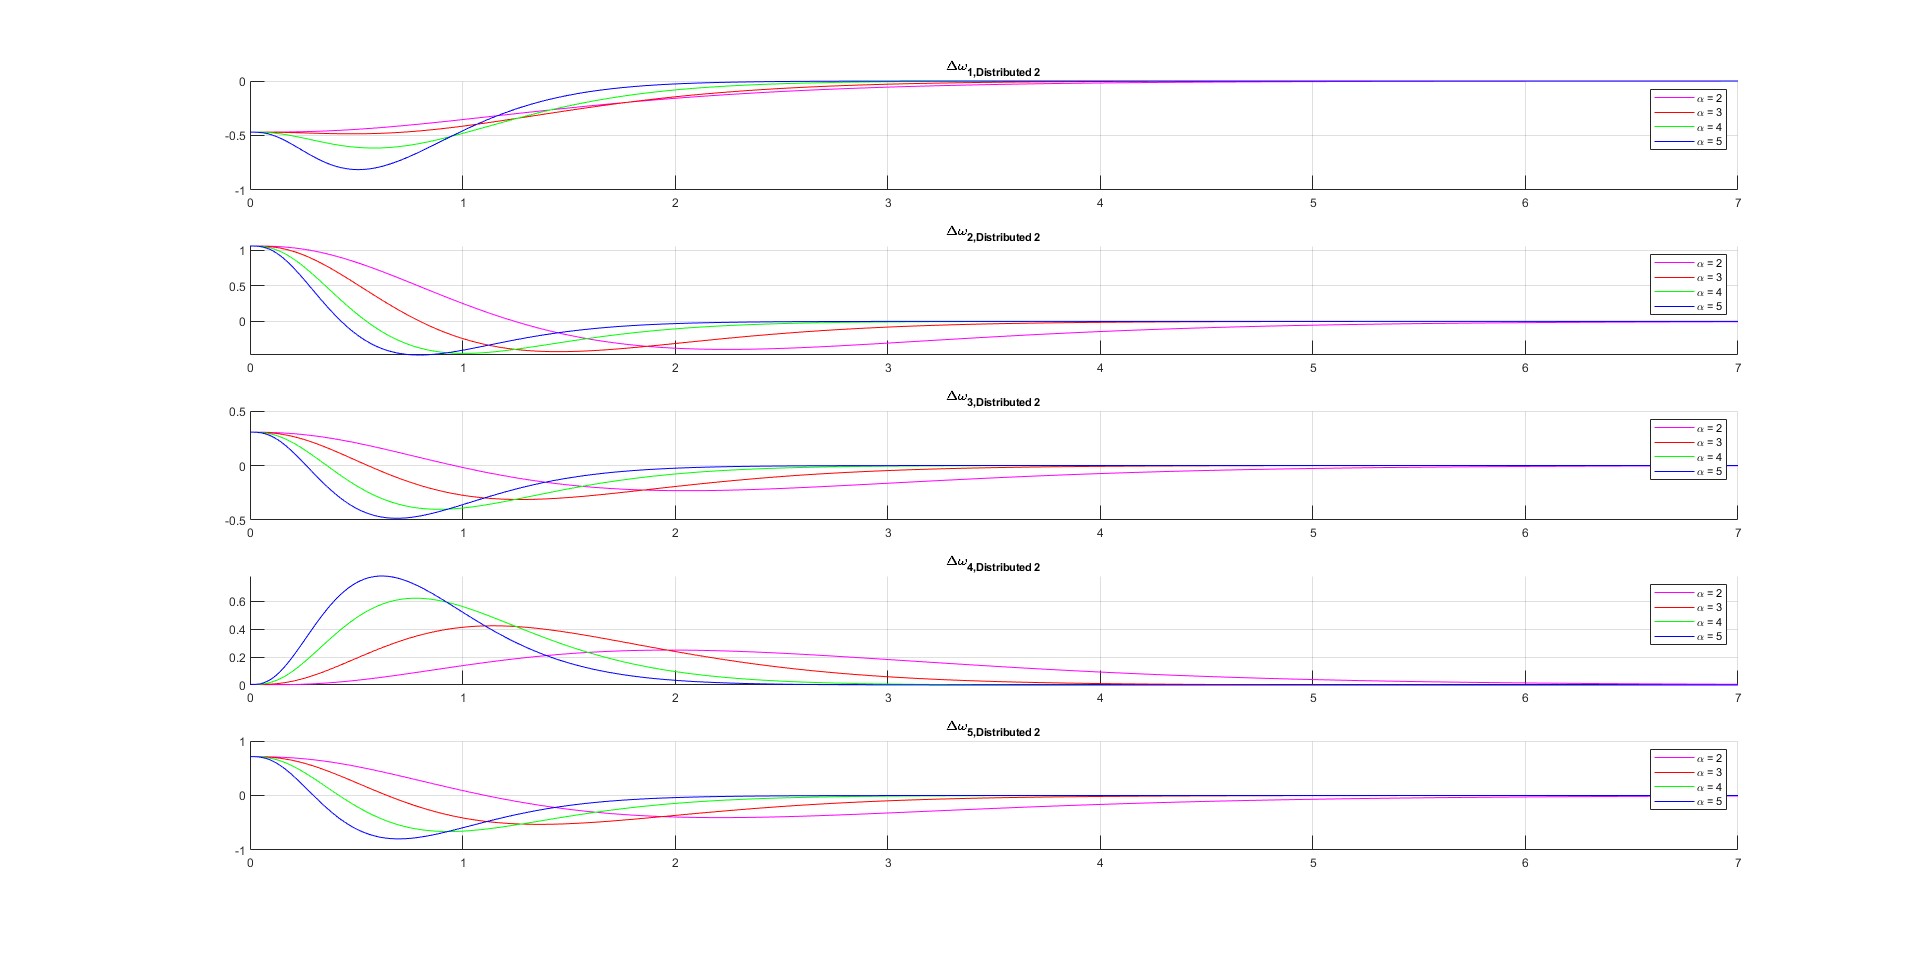 Δω1,Distributed 2
0
-0.5
-1
0 1 2 3 4 5 6 7
α = 2
α = 3
α = 4
α = 5
Δω2,Distributed 2
1
0.5
0
0 1 2 3 4 5 6 7
α = 2
α = 3
α = 4
α = 5
Δω3,Distributed 2
0.5
0
-0.5
0 1 2 3 4 5 6 7
α = 2
α = 3
α = 4
α = 5
Δω4,Distributed 2
0.6
0.4
0.2
0
0 1 2 3 4 5 6 7
α = 2
α = 3
α = 4
α = 5
Δω5,Distributed 2
1
0
-1
0 1 2 3 4 5 6 7
α = 2
α = 3
α = 4
α = 5